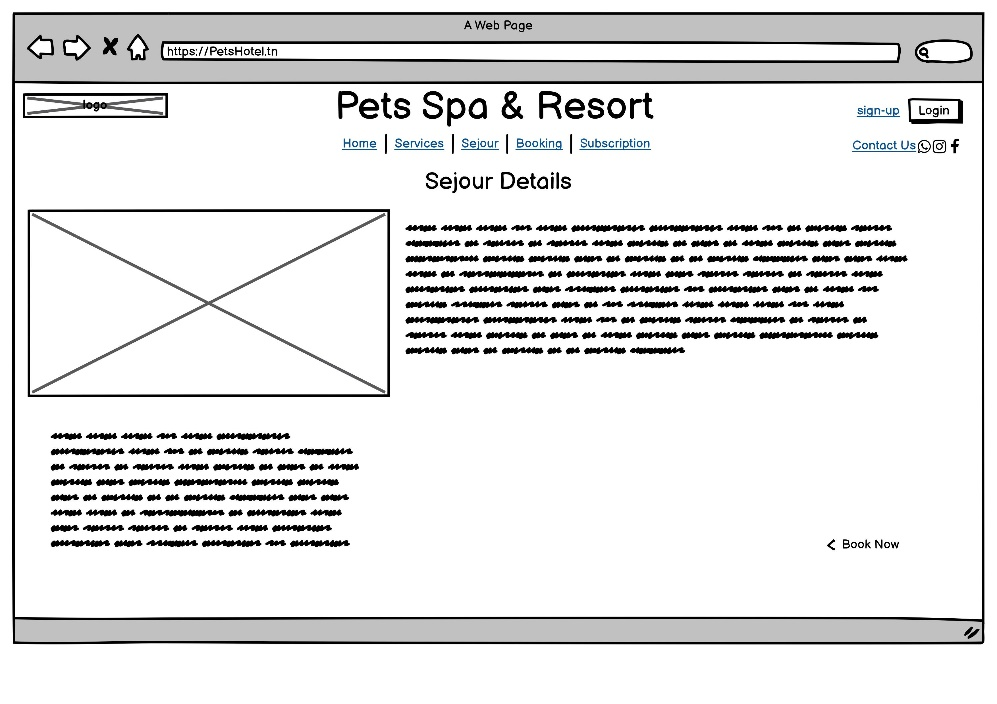 A Web Page
https://PetsHotel.tn
logo
Pets Spa & Resort
sign-up
Login
Home
Services
Sejour
Booking
Subscription
Contact Us
Sejour Details
Book Now